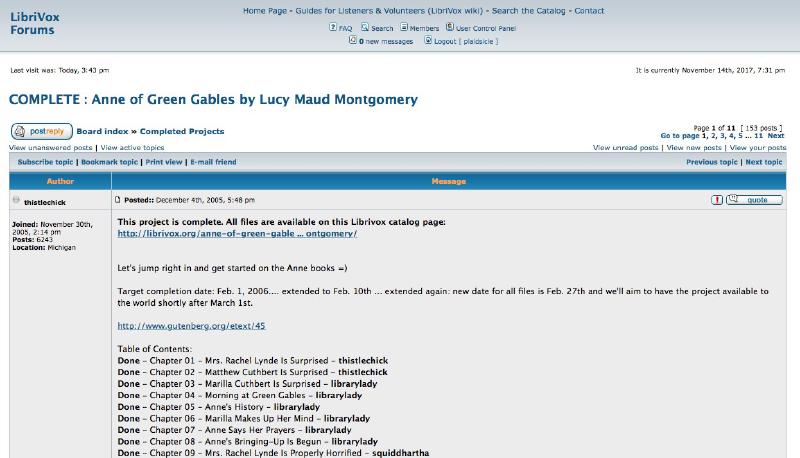 LibriVox
Forums
Home Page - Guides for Listeners & Volunteers (LibriVox wiki) - Search the Catalog - Contact
FAQ Search Members User Control Panel
0 new messages Logout [ plaidsicle ]
Last visit was: Today, 3:43 pm
It is currently November 14th, 2017, 7:31 pm
COMPLETE : Anne of Green Gables by Lucy Maud Montgomery
postreply Board index » Completed Projects
Page 1 of 11 [ 153 posts ]
Go to page 1, 2, 3, 4, 5 ... 11 Next
View unanswered posts | View active topics
View unread posts | View new posts | View your posts
Subscribe topic | Bookmark topic | Print view | E-mail friend
Previous topic | Next topic
Author Message
thistlechick
Posted:: December 4th, 2005, 5:48 pm
quote
Joined: November 30th,
2005, 2:14 pm
Posts: 6243
Location: Michigan
This project is complete. All files are available on this Librivox catalog page:
http://librivox.org/anne-of-green-gable ... ontgomery/
Let's jump right in and get started on the Anne books =)
Target completion date: Feb. 1, 2006.... extended to Feb. 10th ... extended again: new date for all files is Feb. 27th and we'll aim to have the project available to
the world shortly after March 1st.
http://www.gutenberg.org/etext/45
Table of Contents:
Done - Chapter 01 - Mrs. Rachel Lynde Is Surprised - thistlechick
Done - Chapter 02 - Matthew Cuthbert Is Surprised - thistlechick
Done - Chapter 03 - Marilla Cuthbert Is Surprised - librarylady
Done - Chapter 04 - Morning at Green Gables - librarylady
Done - Chapter 05 - Anne's History - librarylady
Done - Chapter 06 - Marilla Makes Up Her Mind - librarylady
Done - Chapter 07 - Anne Says Her Prayers - librarylady
Done - Chapter 08 - Anne's Bringing-Up Is Begun - librarylady
Done - Chapter 09 - Mrs. Rachel Lynde Is Properly Horrified - squiddhartha